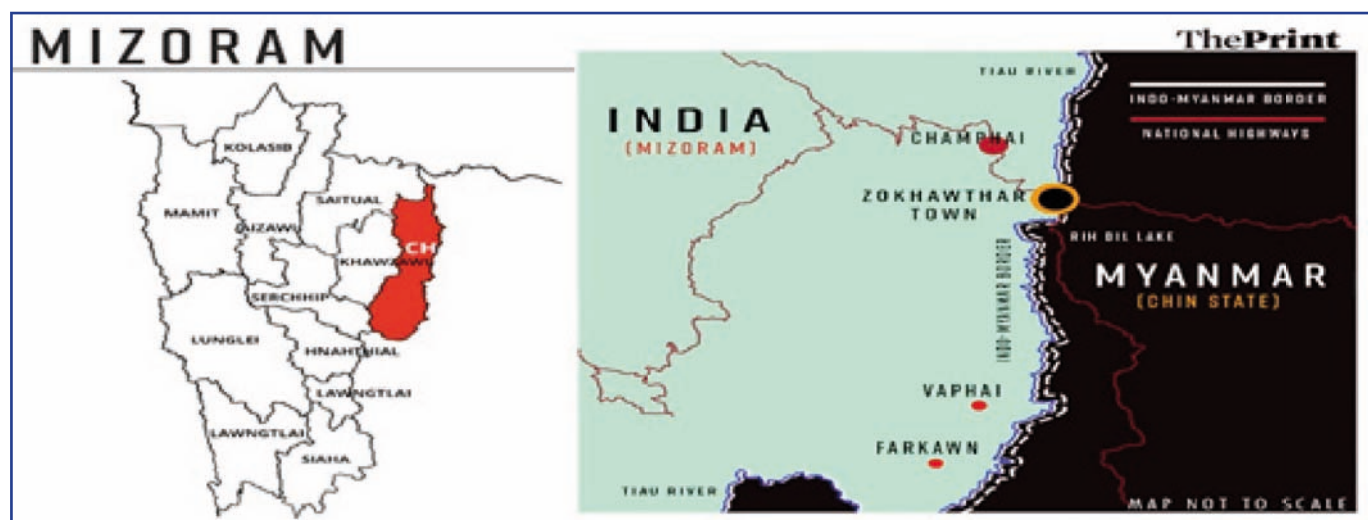 MIZORAM
KOLASIB
MAMIT
SAITUAL
AIZAWL
CH
KHAWZAWL
SERCHHIP
LUNGLEI
HNAHTHIAL
LAWNGTLAI
LAWNGTLAI
SIAHA
ThePrint
TIAU RIVER
INDIA
(MIZORAM)
INDO-MYANMAR BORDER
NATIONAL HIGHWAYS
CHAMPHAI
ZOKHAWTHAR
TOWN
RIH DIL LAKE
INDO-MYANMAR BORDER
MYANMAR
(CHIN STATE)
VAPHAI
FARKAWN
TIAU RIVER
MAP NOT TO SCALE